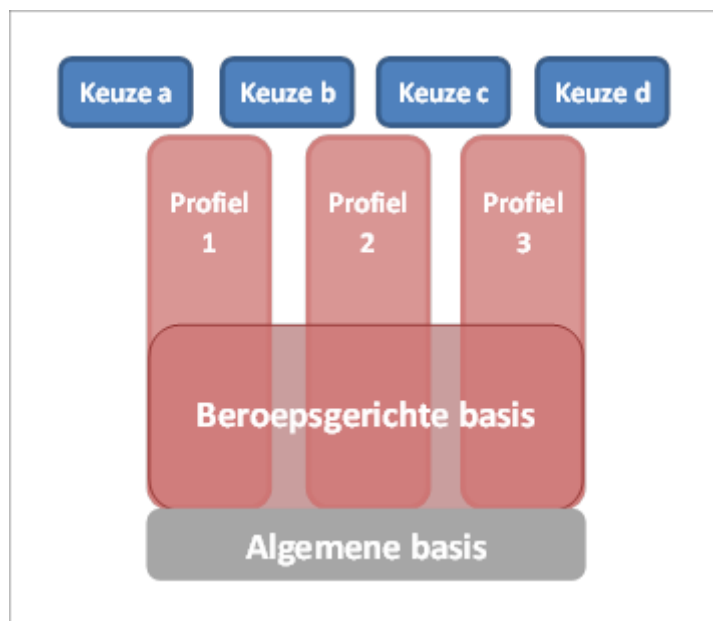 Keuze a
Keuze b
Keuze c
Keuze d
Profiel
1
Profiel
2
Profiel
3
Beroepsgerichte basis
Algemene basis